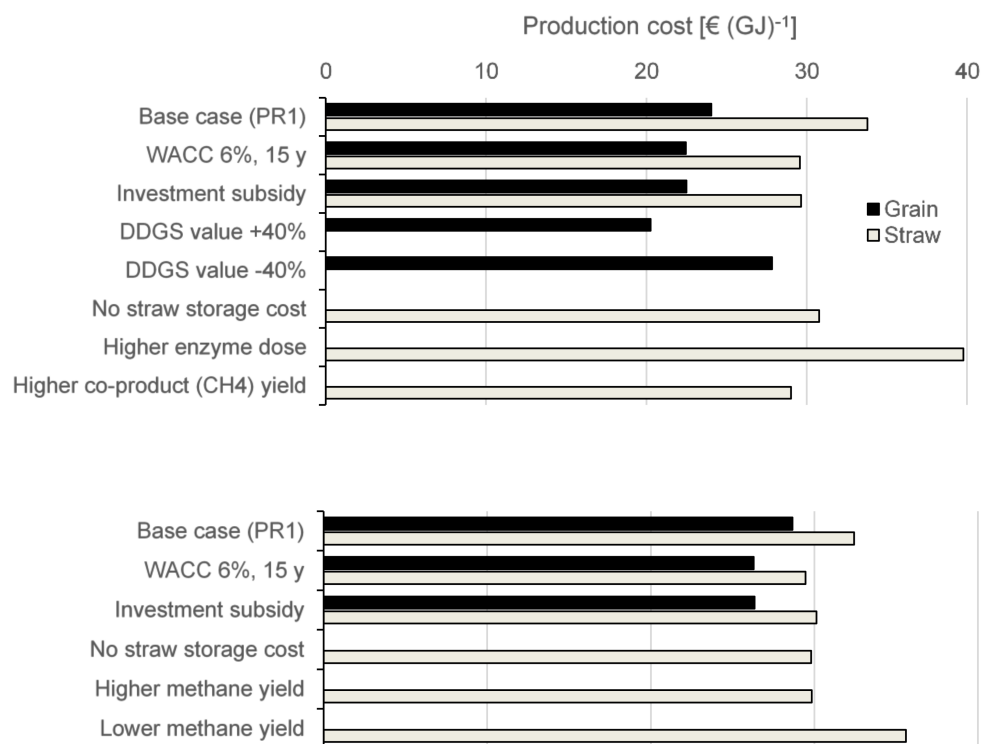 Production cost [€ (GJ)-1]
0 10 20 30 40
Base case (PR1)
WACC 6%, 15 y
Investment subsidy
DDGS value +40%
DDGS value -40%
No straw storage cost
Higher enzyme dose
Higher co-product (CH4) yield
Grain
Straw
Base case (PR1)
WACC 6%, 15 y
Investment subsidy
No straw storage cost
Higher methane yield
Lower methane yield